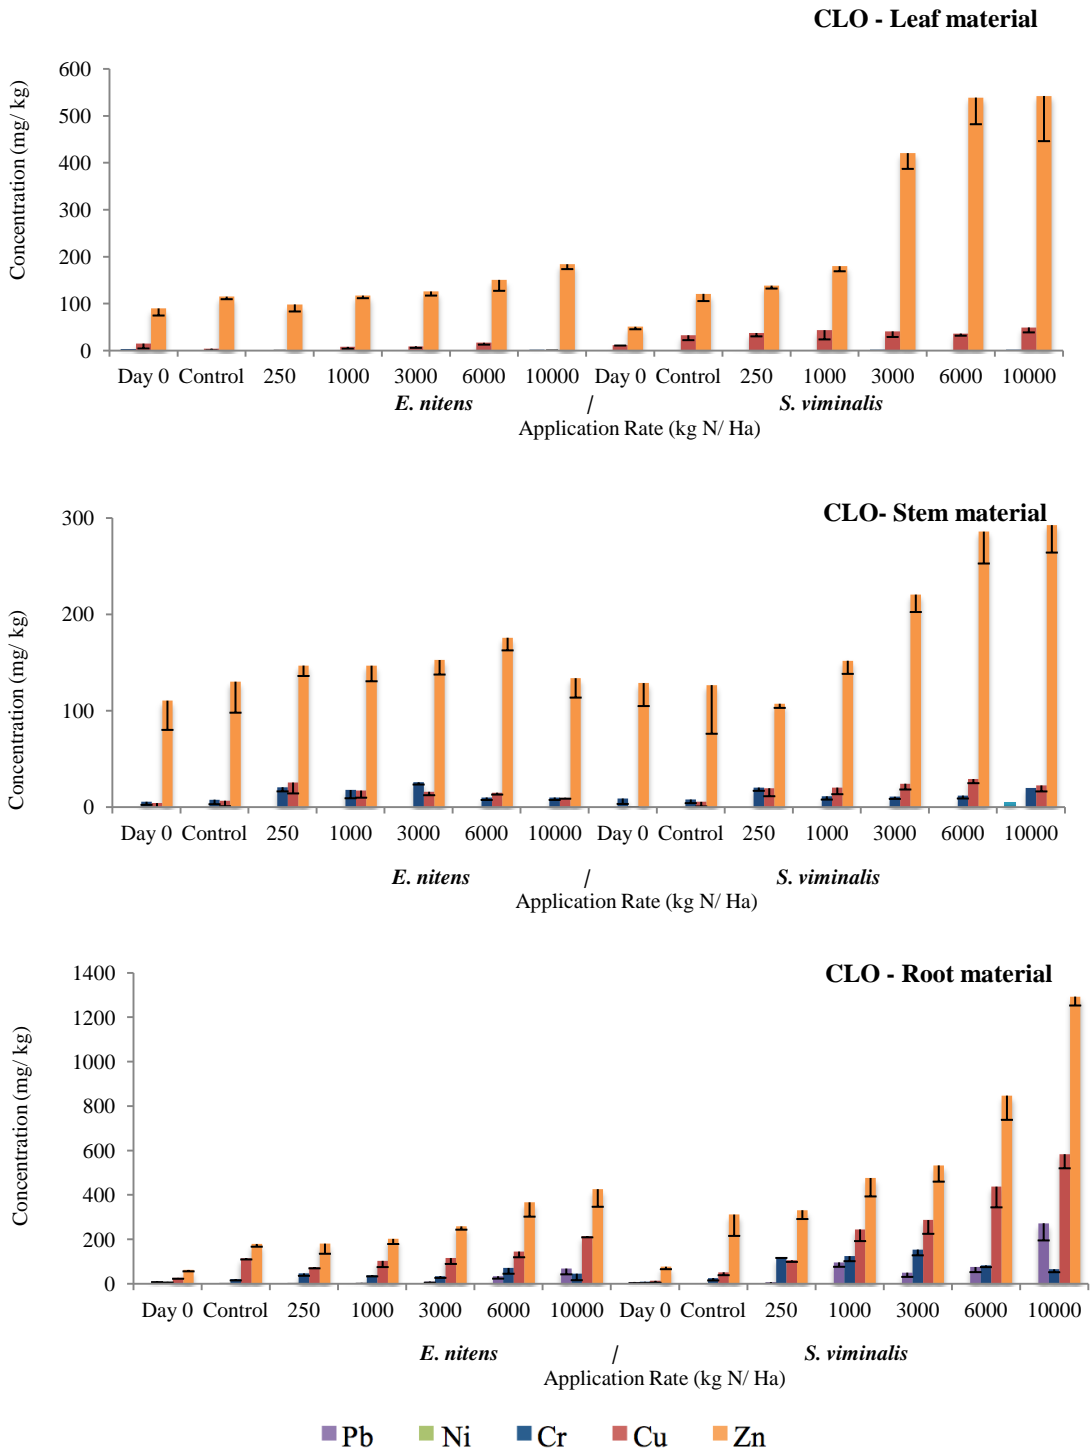 CLO - Leaf material
Concentration (mg/ kg)
600
500
400
300
200
100
0
Day 0 Control 250 1000 3000 6000 10000 Day 0 Control 250 1000 3000 6000 10000
E. nitens / S. viminalis
Application Rate (kg N/ Ha)
CLO- Stem material
Concentration (mg/ kg)
300
200
100
0
Day 0 Control 250 1000 3000 6000 10000 Day 0 Control 250 1000 3000 6000 10000
E. nitens / S. viminalis
Application Rate (kg N/ Ha)
CLO - Root material
Concentration (mg/ kg)
1400
1200
1000
800
600
400
200
0
Day 0 Control 250 1000 3000 6000 10000 Day 0 Control 250 1000 3000 6000 10000
E. nitens / S. viminalis
Application Rate (kg N/ Ha)
Pb Ni Cr Cu Zn